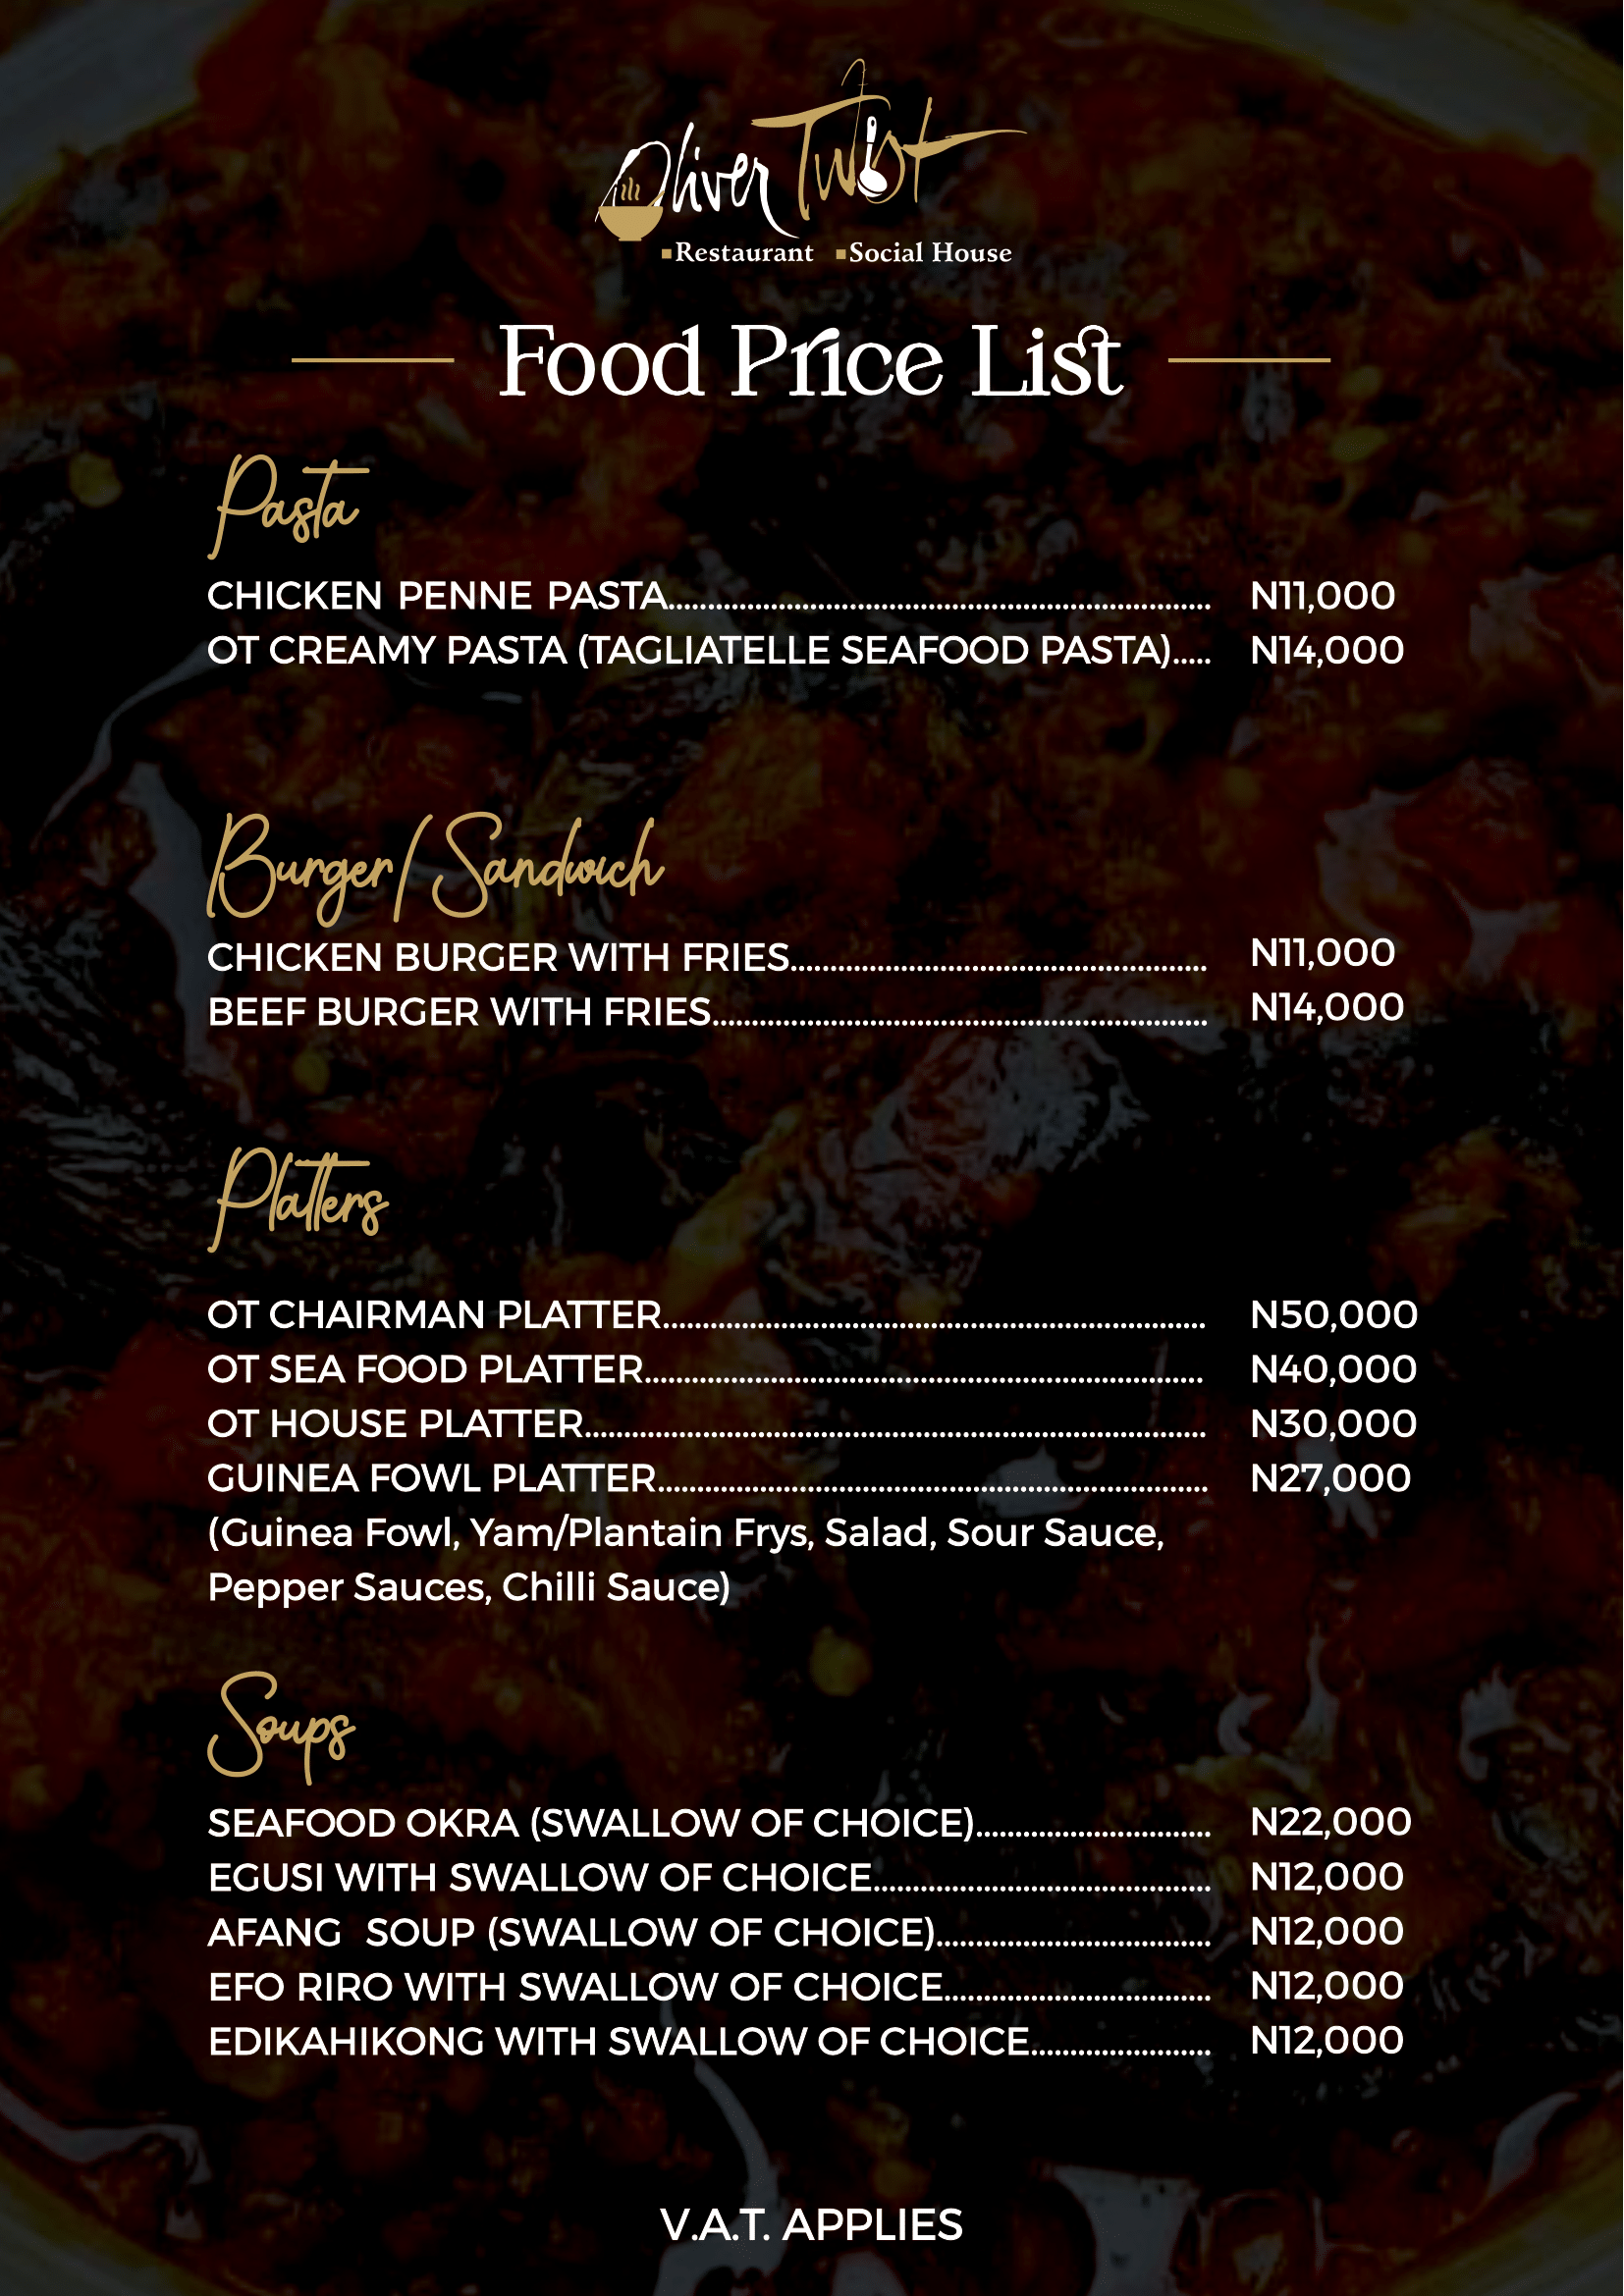 Oliver Twist
Restaurant Social House
Food Price List
Pasta
CHICKEN PENNE PASTA..................................................................... N11,000
OT CREAMY PASTA (TAGLIATELLE SEAFOOD PASTA)..... N14,000
Burger/Sandwich
CHICKEN BURGER WITH FRIES..................................................... N11,000
BEEF BURGER WITH FRIES............................................................... N14,000
Platters
OT CHAIRMAN PLATTER..................................................................... N50,000
OT SEA FOOD PLATTER....................................................................... N40,000
OT HOUSE PLATTER............................................................................... N30,000
GUINEA FOWL PLATTER...................................................................... N27,000
(Guinea Fowl, Yam/Plantain Frys, Salad, Sour Sauce,
Pepper Sauces, Chilli Sauce)
Soups
SEAFOOD OKRA (SWALLOW OF CHOICE).............................. N22,000
EGUSI WITH SWALLOW OF CHOICE........................................... N12,000
AFANG SOUP (SWALLOW OF CHOICE)................................... N12,000
EFO RIRO WITH SWALLOW OF CHOICE.................................. N12,000
EDIKAHIKONG WITH SWALLOW OF CHOICE....................... N12,000
V.A.T. APPLIES